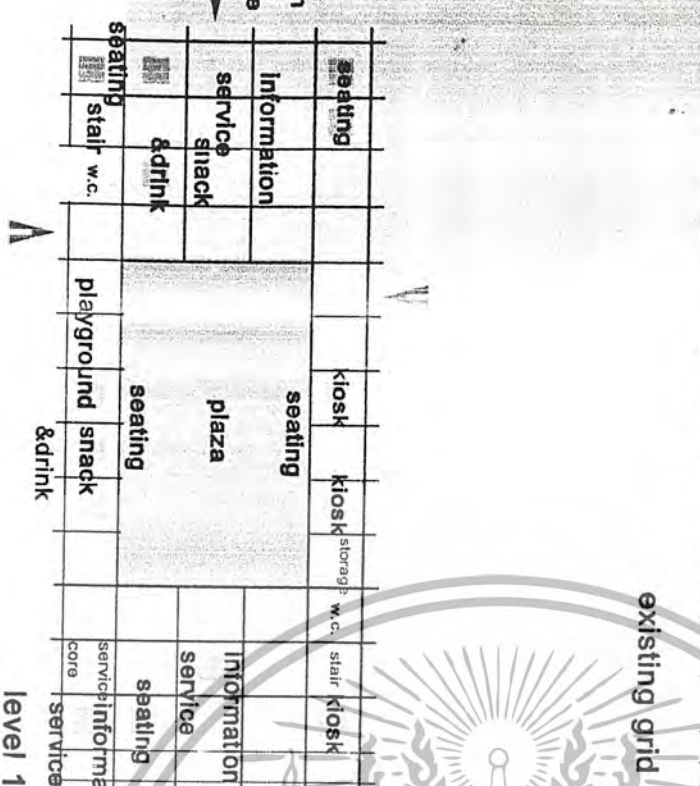 existing grid
seating
kiosk
kiosk
storage
w.c.
stair
kiosk
information
seating
information
service
snack
plaza
service
&drink
seating
seating
seating
stair
w.c.
playground
snack
service
informa
core
&drink
service
level 1